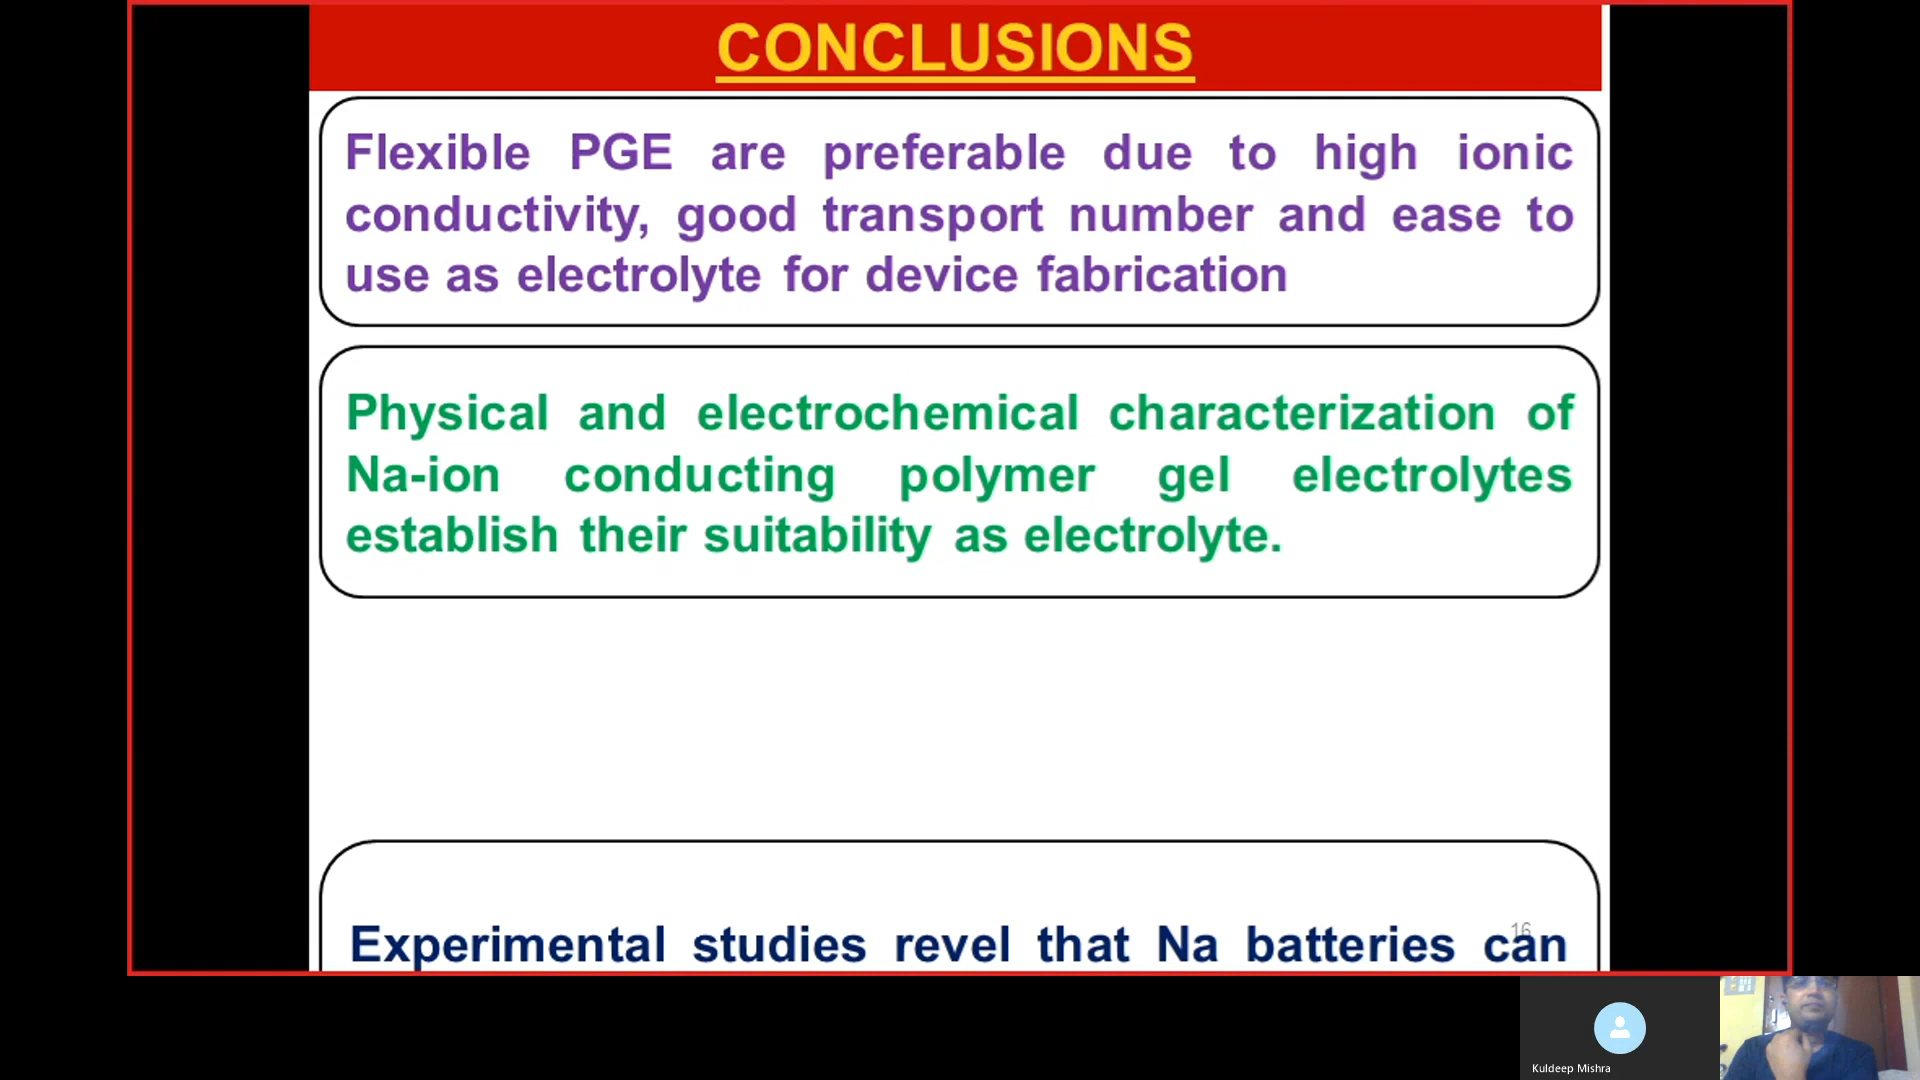 CONCLUSIONS
Flexible PGE are preferable due to high ionic
conductivity, good transport number and ease to
use as electrolyte for device fabrication
Physical and electrochemical characterization of
Na-ion conducting polymer gel electrolytes
establish their suitability as electrolyte.
16
Experimental studies revel that Na batteries can
Kuldeep Mishra